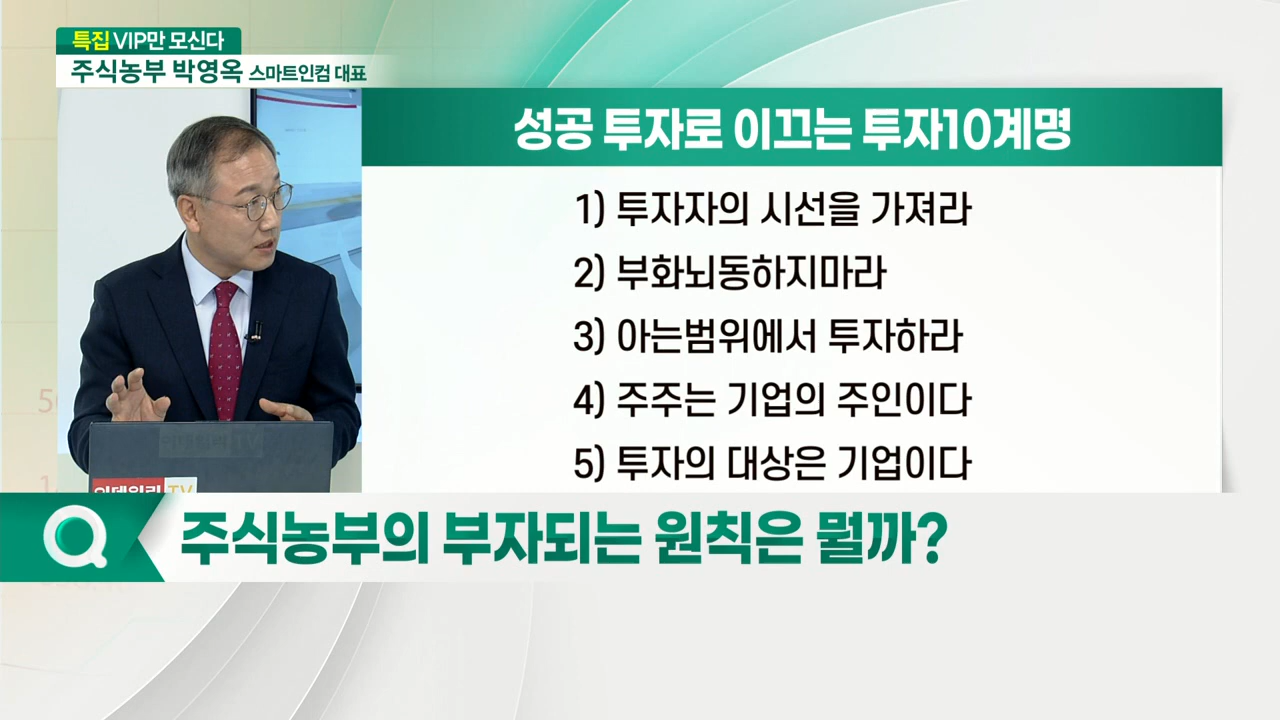 특집 VIP만 모신다
주식농부 박영옥 스마트인컴 대표
성공 투자로 이끄는 투자10계명
1) 투자자의 시선을 가져라
2) 부화뇌동하지마라
3) 아는범위에서 투자하라
4) 주주는 기업의 주인이다
5) 투자의 대상은 기업이다
이데일리 TV
주식농부의 부자되는 원칙은 뭘까?